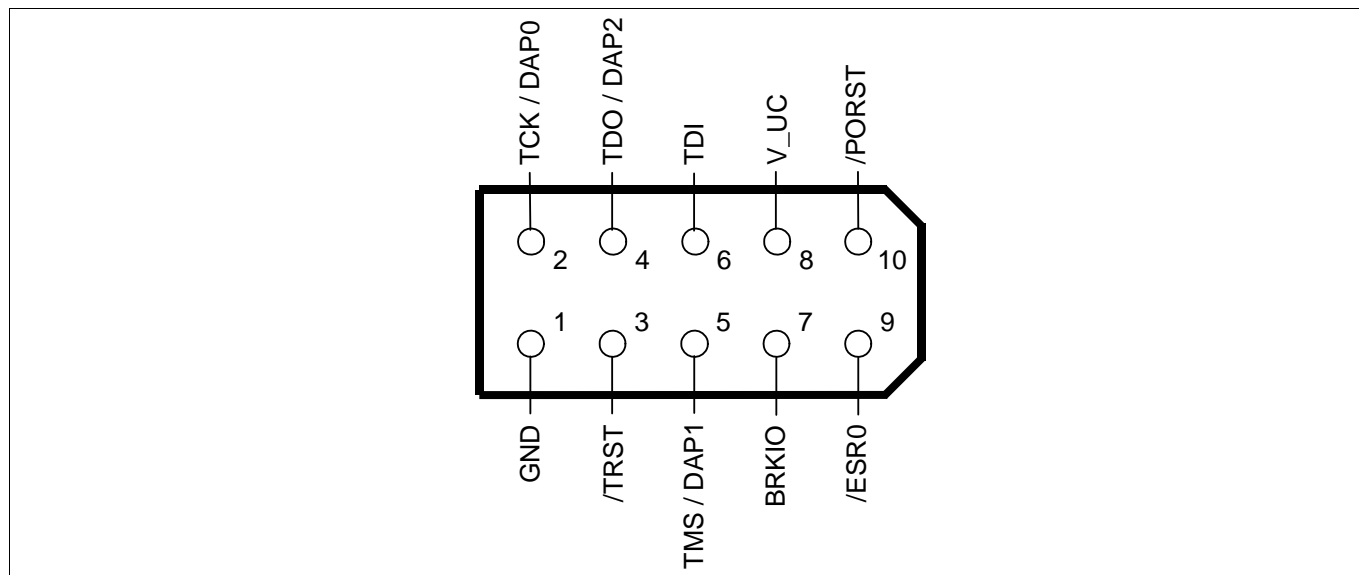 TCK / DAP0
TDO / DAP2
TDI
V_UC
/PORST
2
4
6
8
10
1
3
5
7
9
GND
/TRST
TMS / DAP1
BRKIO
/ESR0